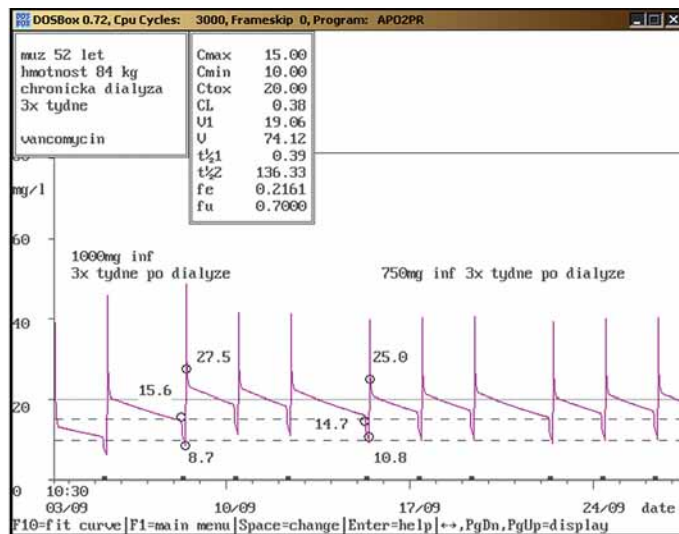 DOSBox 0.72, Cpu Cycles: 3000, Frameskip 0, Program: APO2PR
muz 52 let
hmotnost 84 kg
chronicka dialyza
3x tydne
vancomycin
Cmax 15.00
Cmin 10.00
Ctox 20.00
CL 0.38
V1 19.06
V 74.12
t½1 0.39
t½2 136.33
fe 0.2161
fu 0.7000
80
mg/l
60
40
20
0
1000mg inf
3x tydne po dialyze
750mg inf 3x tydne po dialyze
27.5
25.0
15.6
14.7
8.7
10.8
10:30
03/09 10/09 17/09 24/09 date
F10=fit curve|F1=main menu|Space=change|Enter=help|↔,PgDn,PgUp=display